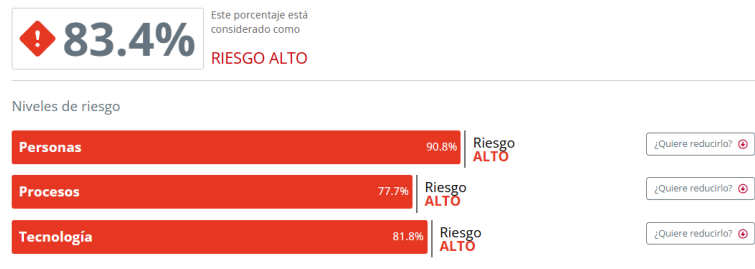 83.4%
Este porcentaje está
considerado como
RIESGO ALTO
Niveles de riesgo
Personas 90.8% Riesgo
ALTO
¿Quiere reducirlo?
Procesos 77.7% Riesgo
ALTO
¿Quiere reducirlo?
Tecnología 81.8% Riesgo
ALTO
¿Quiere reducirlo?